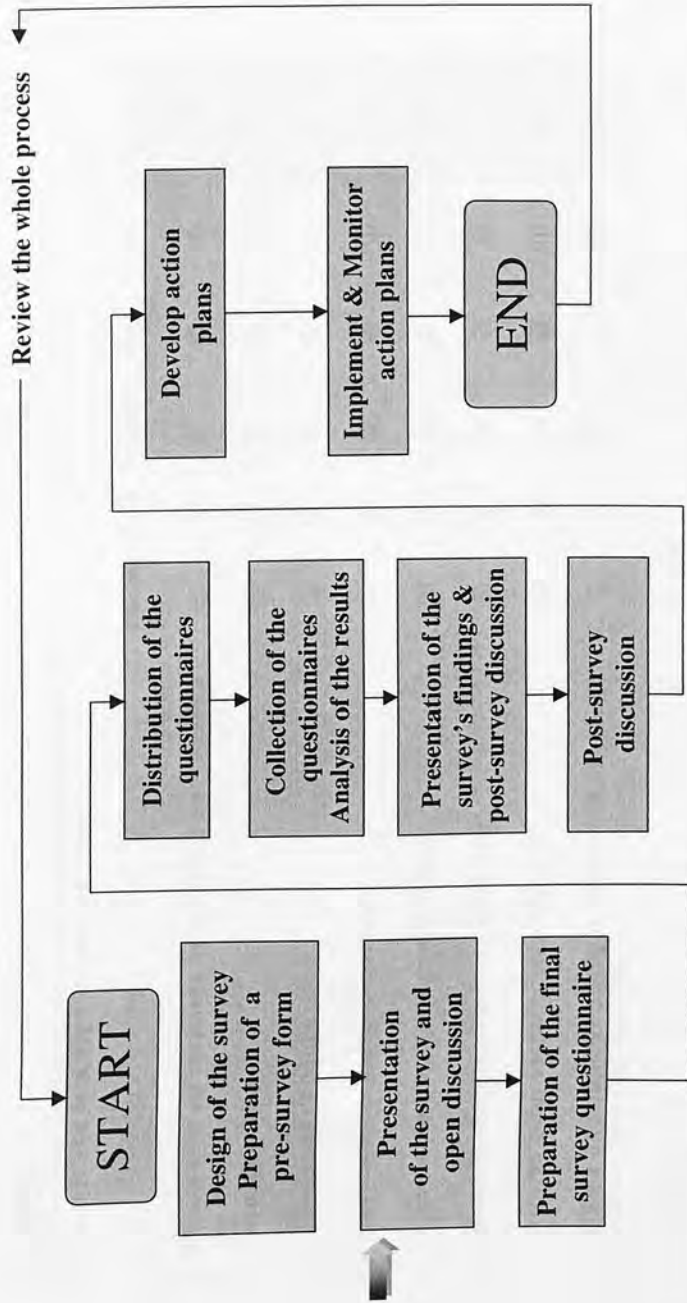 Review the whole process
START
Design of the survey
Preparation of a
pre-survey form
Presentation
of the survey and
open discussion
Preparation of the final
survey questionnaire
Distribution of the
questionnaires
Collection of the
questionnaires
Analysis of the results
Presentation of the
survey's findings &
post-survey discussion
Post-survey
discussion
Develop action
plans
Implement & Monitor
action plans
END